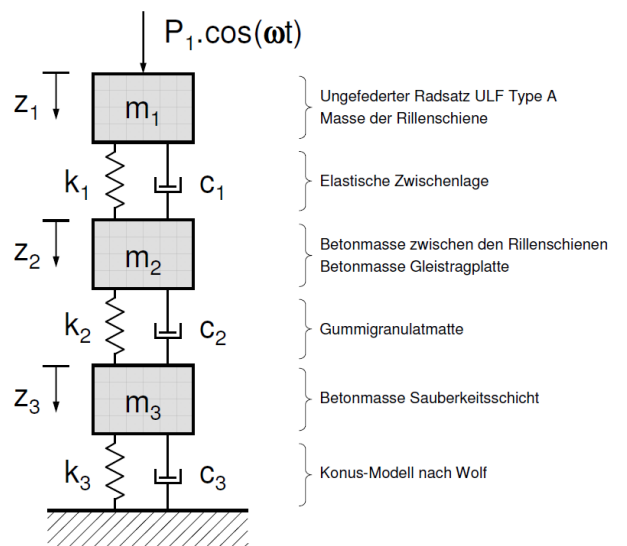 P₁.cos(ωt)
z₁
m₁
Ungefederter Radsatz ULF Type A
Masse der Rillenschiene
k₁
c₁
Elastische Zwischenlage
z₂
m₂
Betonmasse zwischen den Rillenschienen
Betonmasse Gleistragplatte
k₂
c₂
Gummigranulatmatte
z₃
m₃
Betonmasse Sauberkeitsschicht
k₃
c₃
Konus-Modell nach Wolf